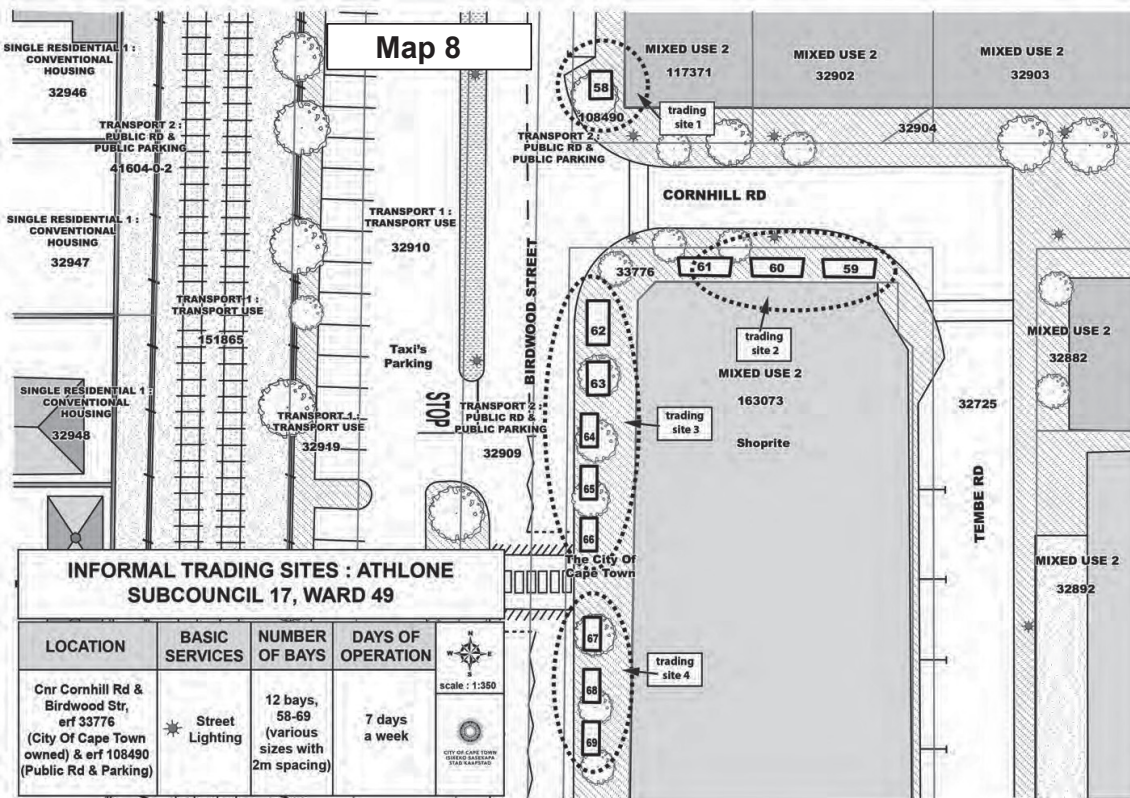 Map 8
SINGLE RESIDENTIAL 1 :
CONVENTIONAL
HOUSING
32946
TRANSPORT 2 :
PUBLIC RD &
PUBLIC PARKING
41604-0-2
SINGLE RESIDENTIAL 1 :
CONVENTIONAL
HOUSING
32947
TRANSPORT 1 :
TRANSPORT USE
151865
SINGLE RESIDENTIAL 1 :
CONVENTIONAL
HOUSING
32948
TRANSPORT 1 :
TRANSPORT USE
32919
TRANSPORT 1 :
TRANSPORT USE
32910
Taxi's
Parking
STOP
BIRDWOOD STREET
TRANSPORT 2 :
PUBLIC RD &
PUBLIC PARKING
TRANSPORT 2 :
PUBLIC RD &
PUBLIC PARKING
32909
58
108490
trading
site 1
MIXED USE 2
117371
MIXED USE 2
32902
MIXED USE 2
32903
32904
CORNHILL RD
33776
61
60
59
trading
site 2
62
63
64
65
66
trading
site 3
MIXED USE 2
163073
Shoprite
The City Of
Cape Town
67
68
69
trading
site 4
32725
TEMBE RD
MIXED USE 2
32882
MIXED USE 2
32892
INFORMAL TRADING SITES : ATHLONE
SUBCOUNCIL 17, WARD 49
LOCATION
BASIC
SERVICES
NUMBER
OF BAYS
DAYS OF
OPERATION
N
W
E
S
scale : 1:350
Cnr Cornhill Rd &
Birdwood Str,
erf 33776
(City Of Cape Town
owned) & erf 108490
(Public Rd & Parking)
Street
Lighting
12 bays,
58-69
(various
sizes with
2m spacing)
7 days
a week
CITY OF CAPE TOWN
ISIXEKO SASEKAPA
STAD KAAPSTAD